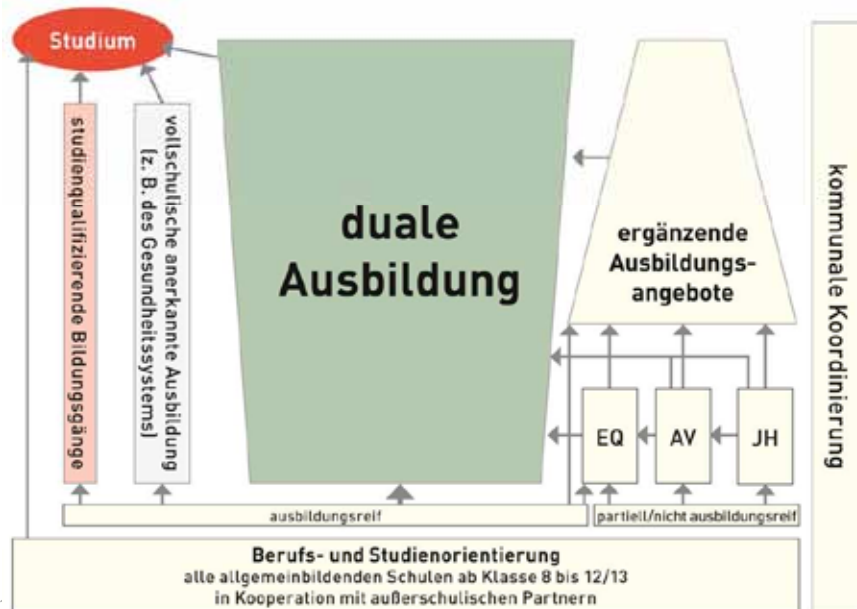 Studium
studienqualifizierende Bildungsgänge
vollschulische anerkannte Ausbildung
(z. B. des Gesundheitssystems)
duale
Ausbildung
ergänzende
Ausbildungs-
angebote
EQ
AV
JH
kommunale Koordinierung
ausbildungsreif
partiell/nicht ausbildungsreif
Berufs- und Studienorientierung
alle allgemeinbildenden Schulen ab Klasse 8 bis 12/13
in Kooperation mit außerschulischen Partnern